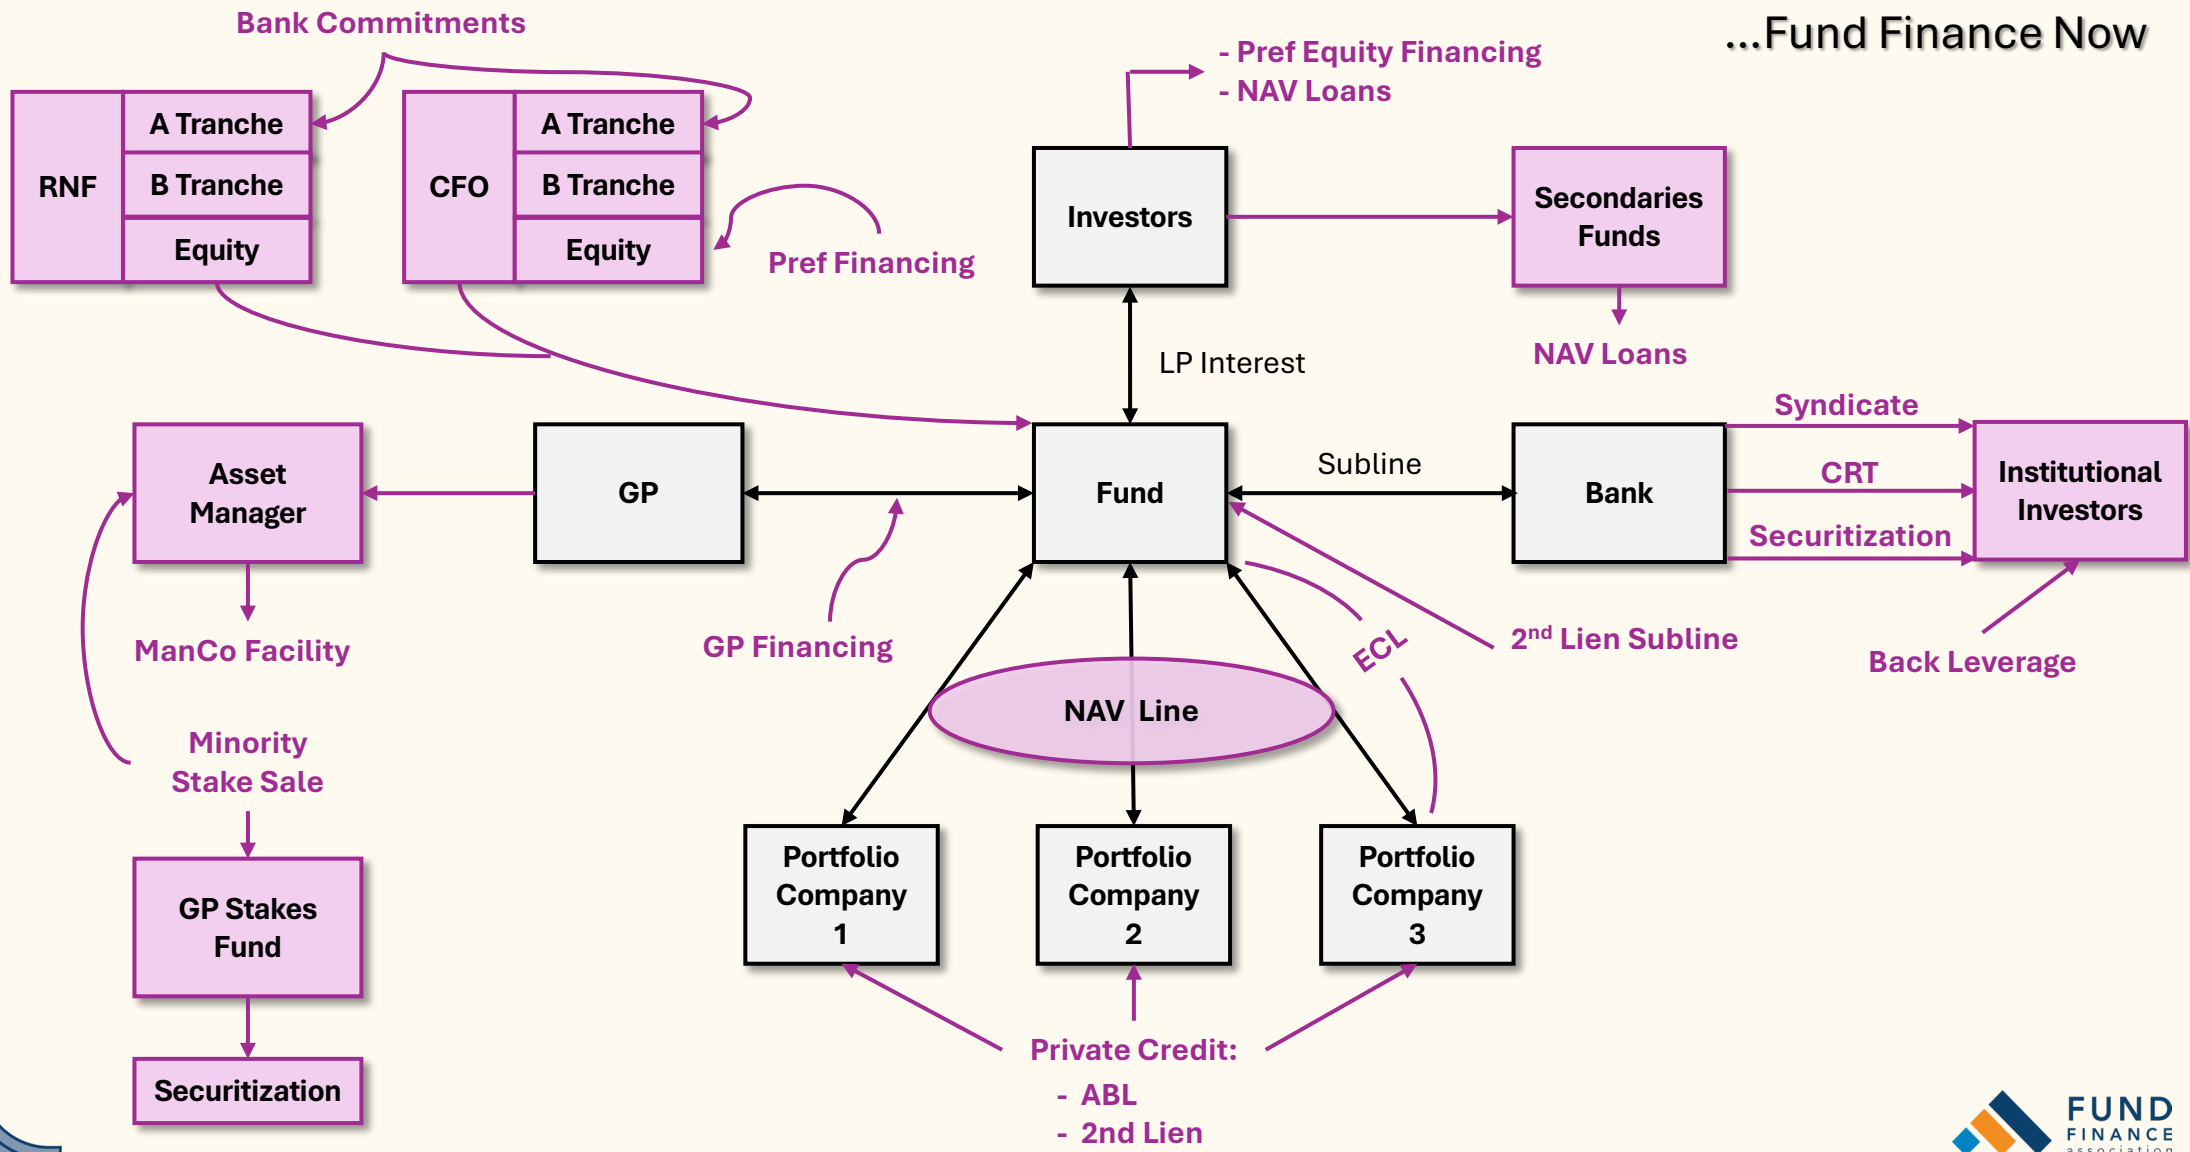 ...Fund Finance Now
Bank Commitments
RNF
A Tranche
B Tranche
Equity
CFO
A Tranche
B Tranche
Equity
Pref Financing
- Pref Equity Financing
- NAV Loans
Investors
Secondaries
Funds
NAV Loans
LP Interest
Asset
Manager
GP
Fund
Subline
Bank
Syndicate
CRT
Securitization
Institutional
Investors
ManCo Facility
GP Financing
ECL
2nd Lien Subline
Back Leverage
NAV Line
Minority
Stake Sale
GP Stakes
Fund
Securitization
Portfolio
Company
1
Portfolio
Company
2
Portfolio
Company
3
Private Credit:
- ABL
- 2nd Lien
FUND
FINANCE
association